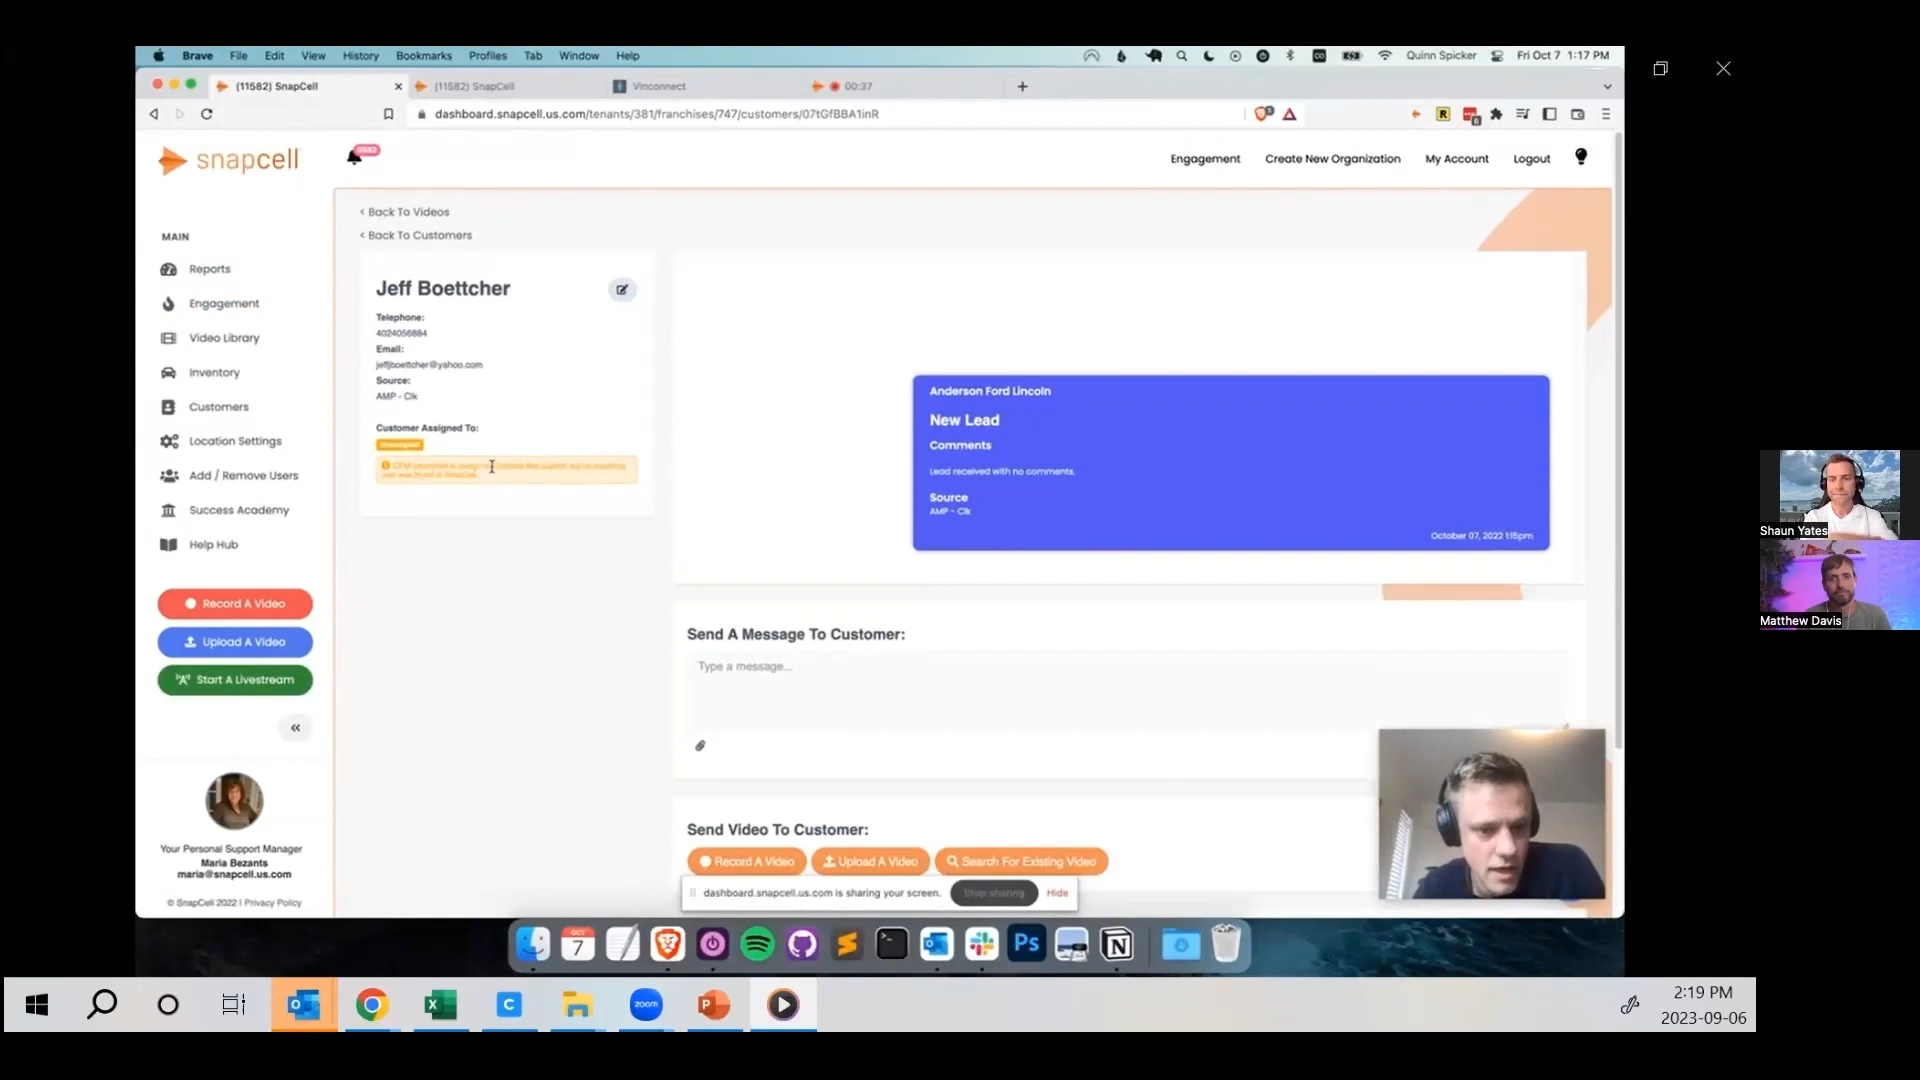 Brave File Edit View History Bookmarks Profiles Tab Window Help Quinn Spicker Fri Oct 7 1:17 PM
(11582) SnapCell (11582) SnapCell Vinconnect 00:37
dashboard.snapcell.us.com/tenants/381/franchises/747/customers/07tGfBBA1inR
snapcell
Engagement Create New Organization My Account Logout
< Back To Videos
< Back To Customers
MAIN
Reports
Engagement
Video Library
Inventory
Customers
Location Settings
Add / Remove Users
Success Academy
Help Hub
Record A Video
Upload A Video
Start A Livestream
Your Personal Support Manager
Maria Bezants
maria@snapcell.us.com
© SnapCell 2022 | Privacy Policy
Jeff Boettcher
Telephone:
4024056884
Email:
jeffjboettcher@yahoo.com
Source:
AMP - Clk
Customer Assigned To:
Unassigned
Anderson Ford Lincoln
New Lead
Comments
Lead received with no comments.
Source
AMP - Clk
October 07, 2022 1:15pm
Send A Message To Customer:
Type a message...
Send Video To Customer:
Record A Video Upload A Video Search For Existing Video
dashboard.snapcell.us.com is sharing your screen. Stop sharing Hide
Shaun Yates
Matthew Davis
OCT
7
Ps
zoom
2:19 PM
2023-09-06